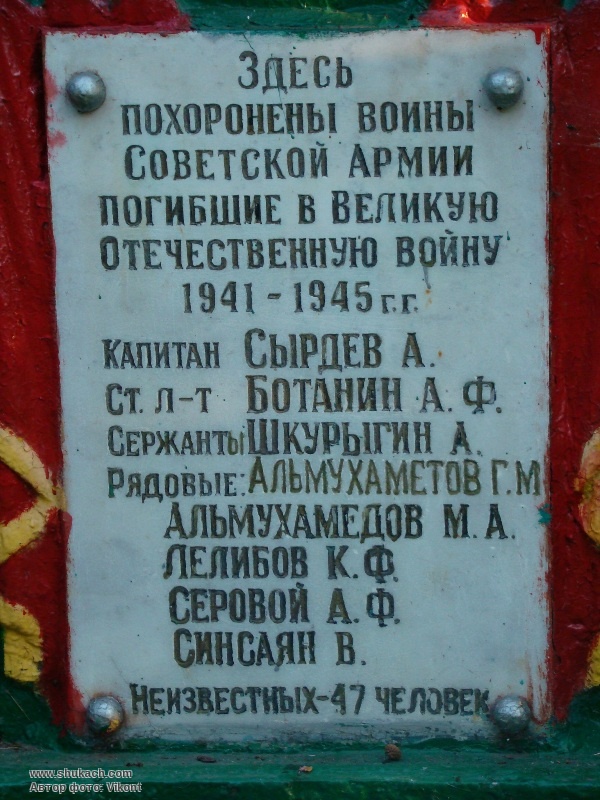 Здесь
похоронены воины
Советской Армии
погибшие в Великую
Отечественную войну
1941 - 1945 г.г.
капитан Сырдев А.
Ст. л-т Ботанин А. Ф.
Сержанты Шкурыгин А.
Рядовые: Альмухаметов Г.М
Альмухамедов М.А.
Лелибов К.Ф.
Серовой А.Ф.
Синсаян В.
Неизвестных-47 человек
www.shukach.com
Автор фото: Vikont